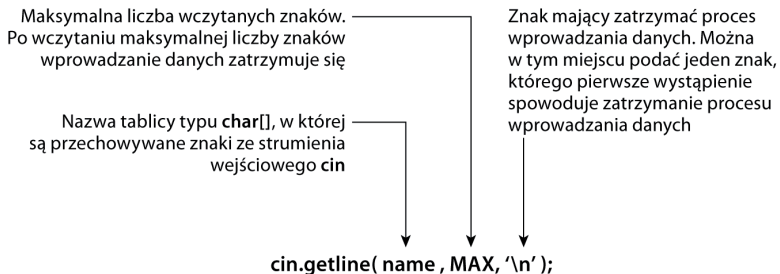 Maksymalna liczba wczytanych znaków.
Po wczytaniu maksymalnej liczby znaków
wprowadzanie danych zatrzymuje się
Nazwa tablicy typu char[], w której
są przechowywane znaki ze strumienia
wejściowego cin
Znak mający zatrzymać proces
wprowadzania danych. Można
w tym miejscu podać jeden znak,
którego pierwsze wystąpienie
spowoduje zatrzymanie procesu
wprowadzania danych
cin.getline( name , MAX, ‘\n’ );